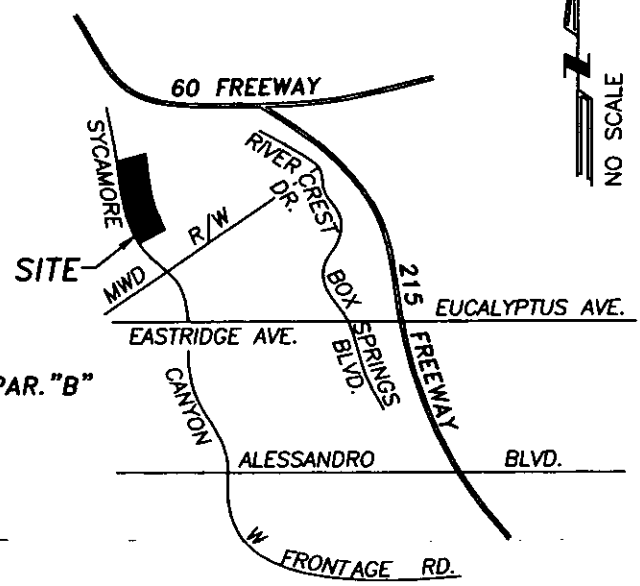 60 FREEWAY
NO SCALE
SYCAMORE
RIVER CREST
DR.
R/W
SITE
MWD
215 FREEWAY
BOX SPRINGS
BLVD.
EUCALYPTUS AVE.
EASTRIDGE AVE.
PAR. "B"
CANYON
ALESSANDRO BLVD.
W FRONTAGE RD.